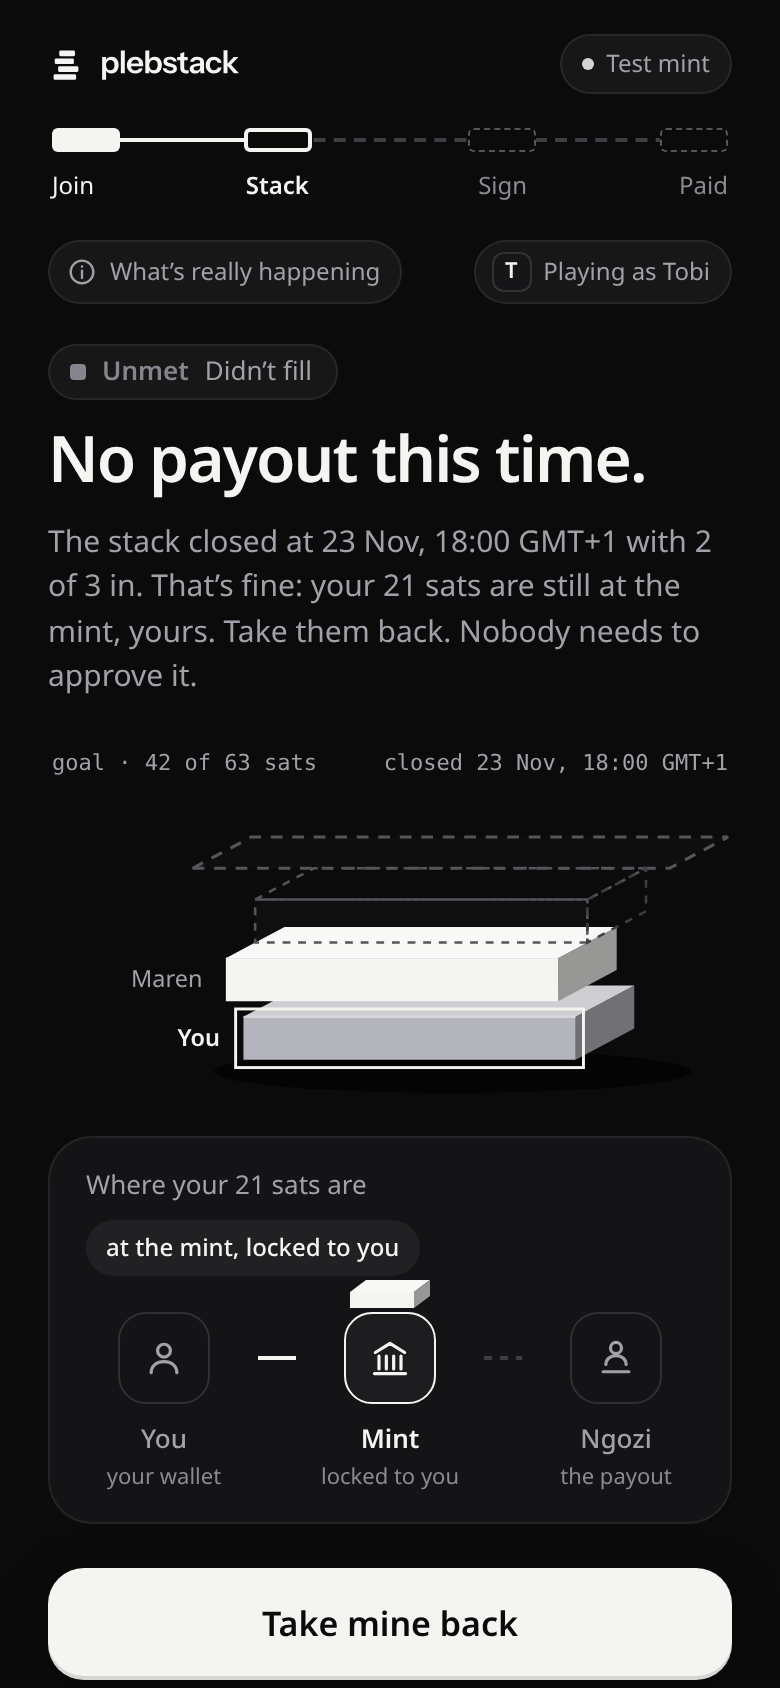 plebstack
Test mint
Join
Stack
Sign
Paid
What’s really happening
T
Playing as Tobi
Unmet Didn’t fill
No payout this time.
The stack closed at 23 Nov, 18:00 GMT+1 with 2
of 3 in. That’s fine: your 21 sats are still at the
mint, yours. Take them back. Nobody needs to
approve it.
goal · 42 of 63 sats
closed 23 Nov, 18:00 GMT+1
Maren
You
Where your 21 sats are
at the mint, locked to you
You
Mint
Ngozi
your wallet
locked to you
the payout
Take mine back